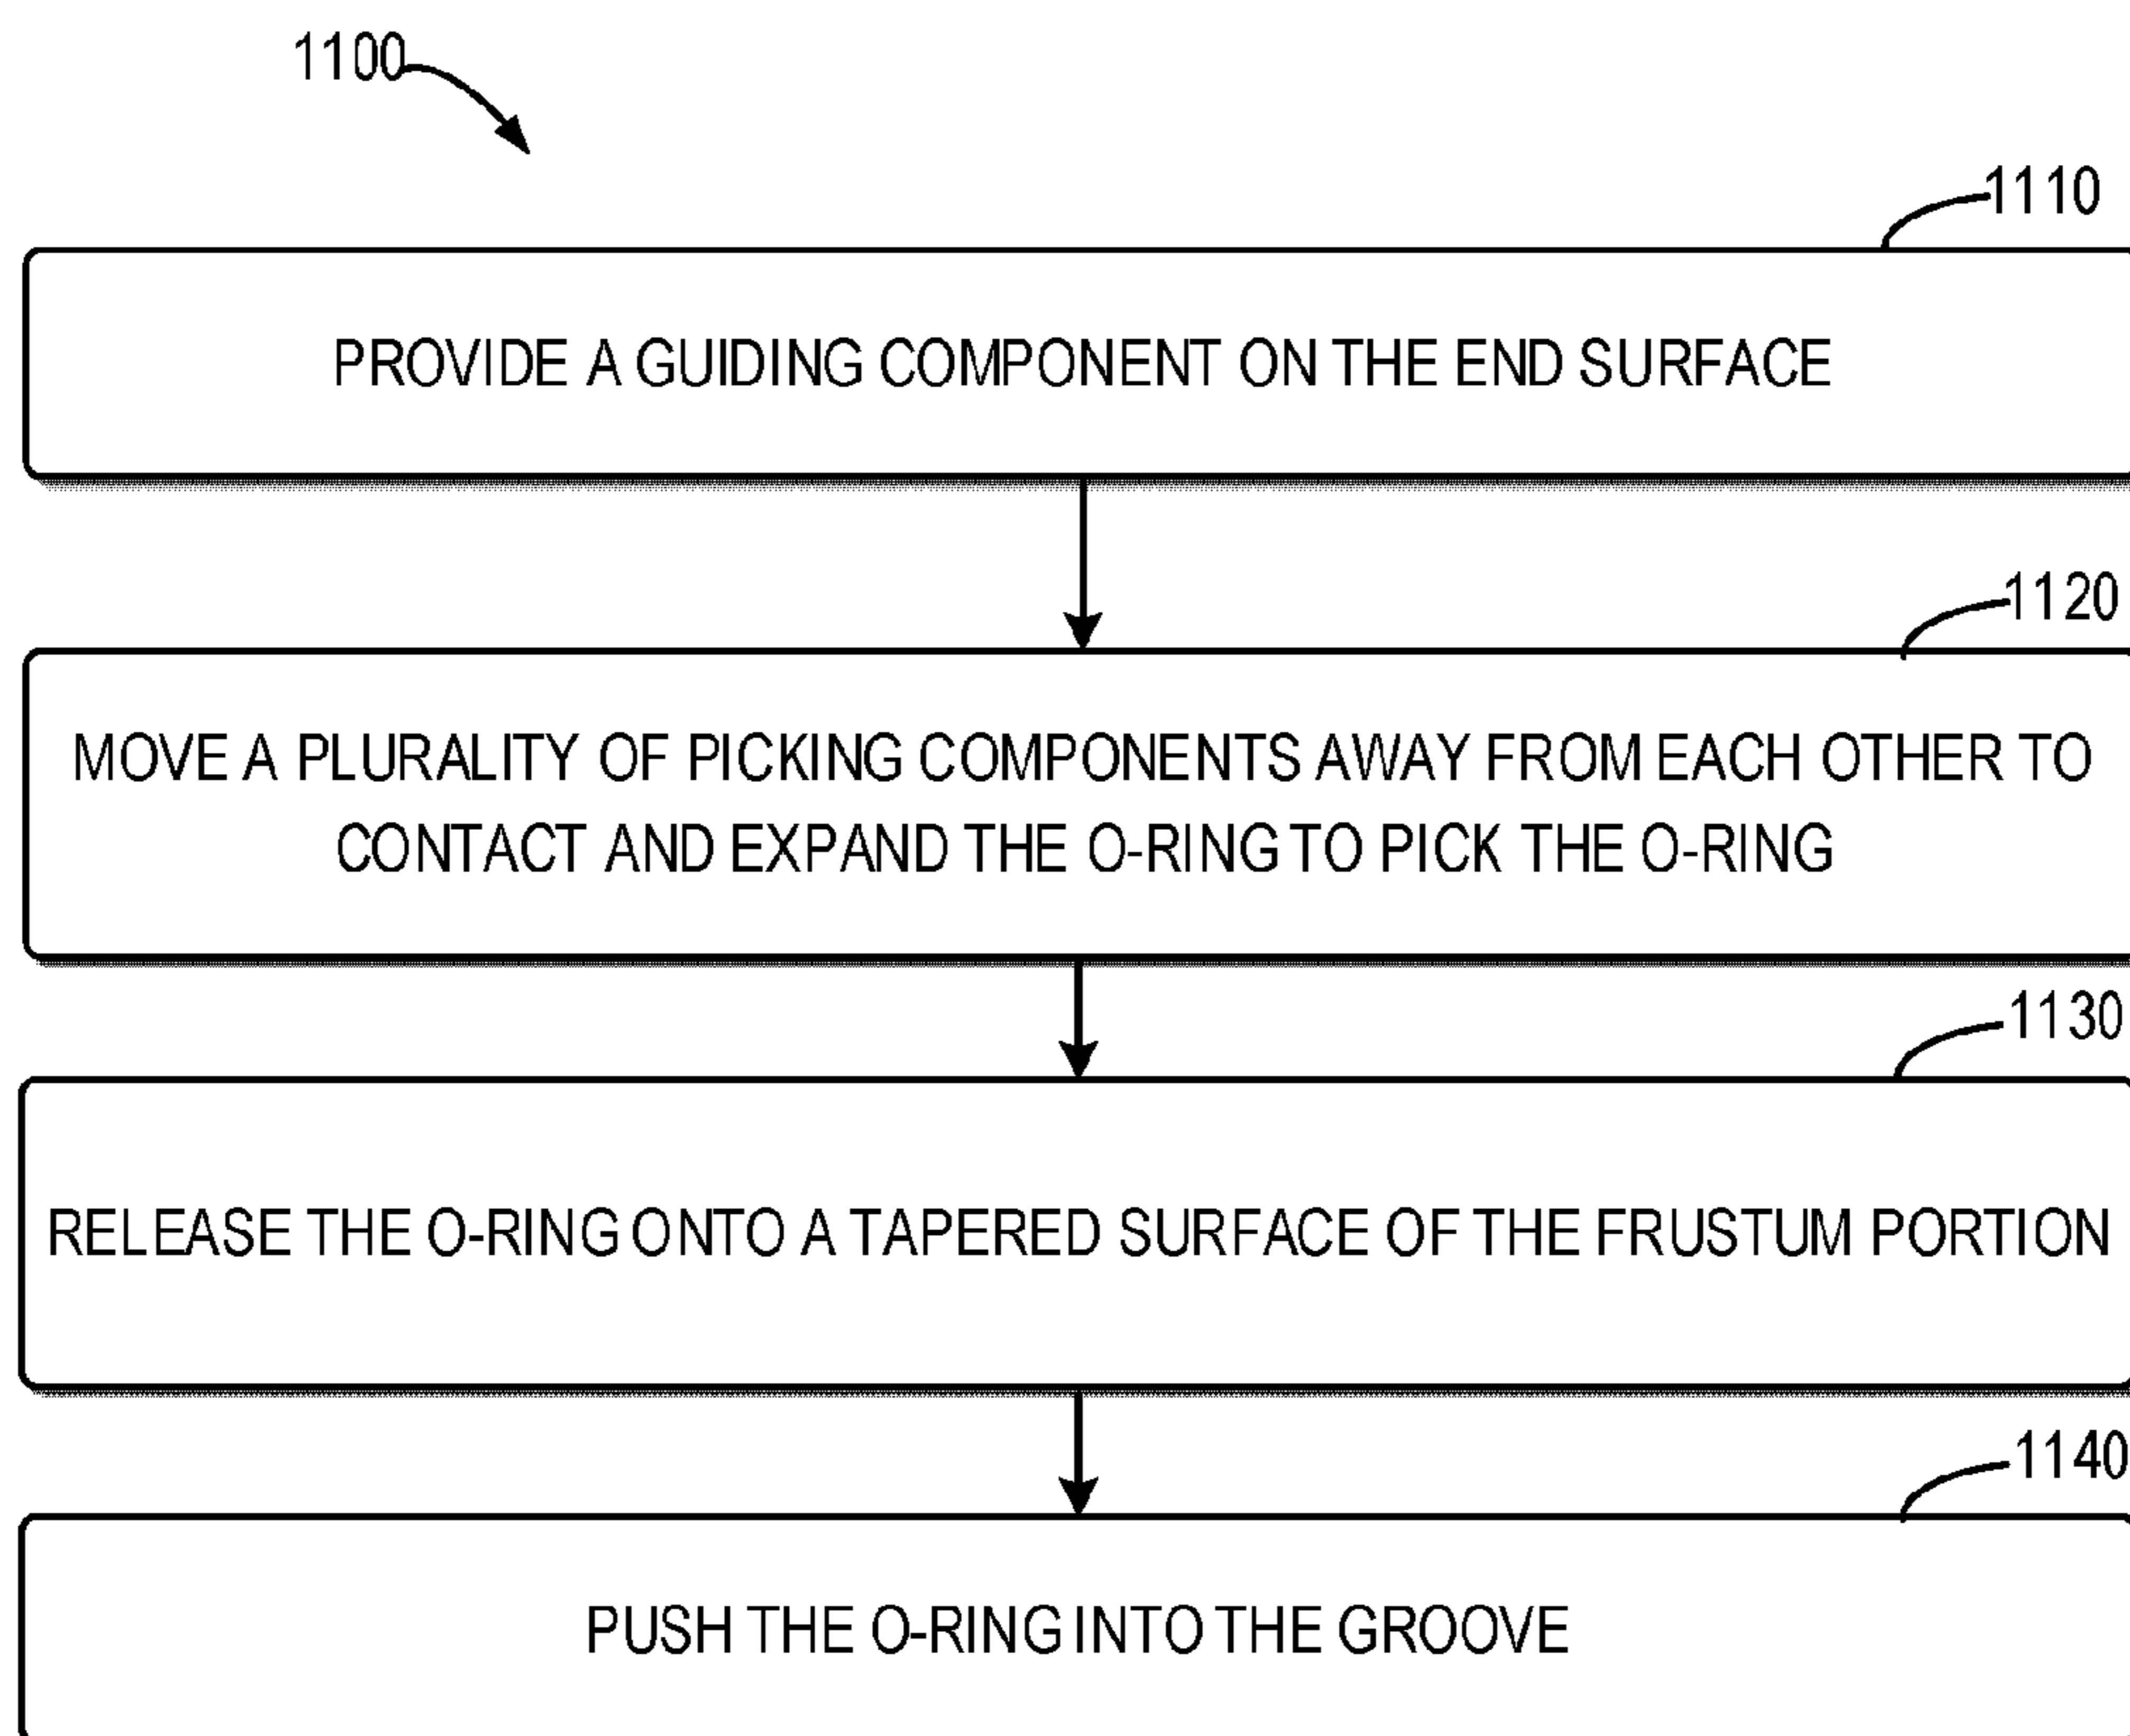 1100
1110
PROVIDE A GUIDING COMPONENT ON THE END SURFACE
1120
MOVE A PLURALITY OF PICKING COMPONENTS AWAY FROM EACH OTHER TO
CONTACT AND EXPAND THE O-RING TO PICK THE O-RING
1130
RELEASE THE O-RING ONTO A TAPERED SURFACE OF THE FRUSTUM PORTION
1140
PUSH THE O-RING INTO THE GROOVE